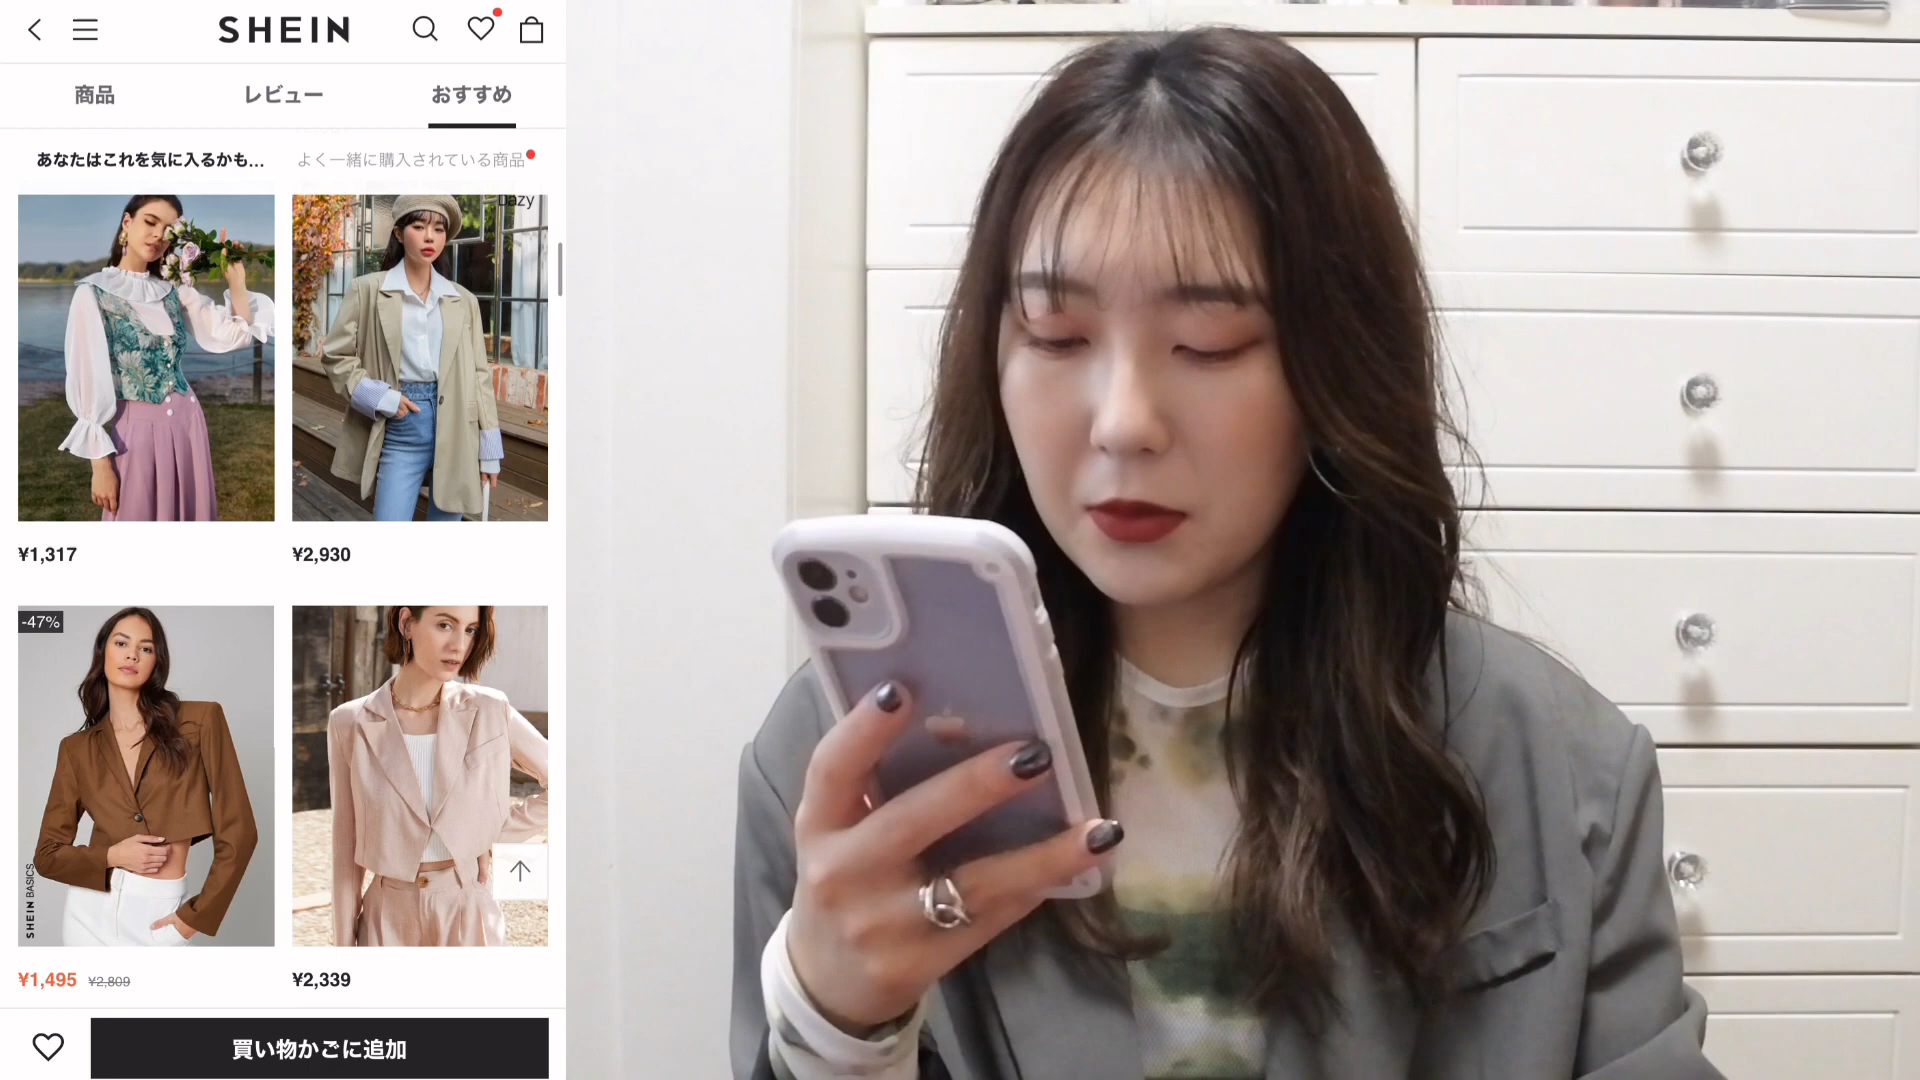 SHEIN
商品 レビュー おすすめ
あなたはこれを気に入るかも... よく一緒に購入されている商品
Dazy
¥1,317 ¥2,930
-47%
SHEIN BASICS
¥1,495 ¥2,809 ¥2,339
買い物かごに追加